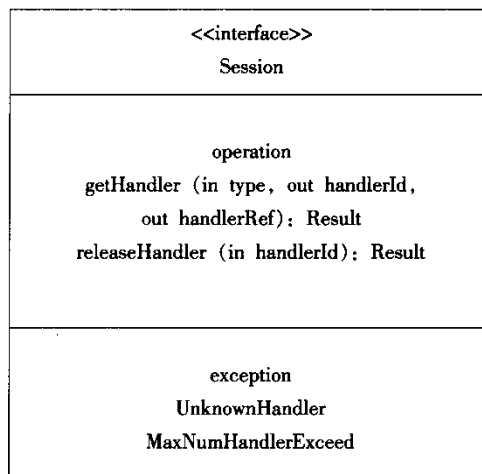 <<interface>>
Session
operation
getHandler (in type, out handlerId,
out handlerRef): Result
releaseHandler (in handlerId): Result
exception
UnknownHandler
MaxNumHandlerExceed